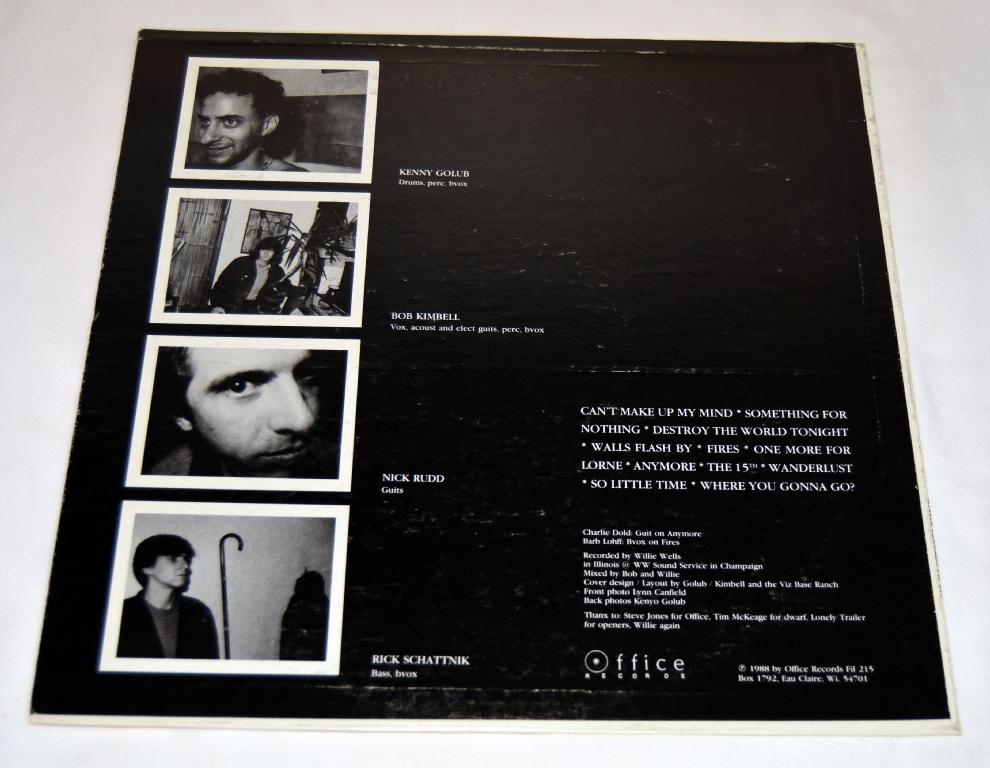 KENNY GOLUB
Drums, perc, bvox
BOB KIMBELL
Vox, acoust and elect guits, perc, bvox
NICK RUDD
Guits
RICK SCHATTNIK
Bass, bvox
CAN'T MAKE UP MY MIND * SOMETHING FOR
NOTHING * DESTROY THE WORLD TONIGHT
* WALLS FLASH BY * FIRES * ONE MORE FOR
LORNE * ANYMORE * THE 15TH * WANDERLUST
* SO LITTLE TIME * WHERE YOU GONNA GO?
Charlie Dold: Guit on Anymore
Barb Lohff: Bvox on Fires
Recorded by Willie Wells
in Illinois @ WW Sound Service in Champaign
Mixed by Bob and Willie
Cover design / Layout by Golub / Kimbell and the Viz Base Ranch
Front photo Lynn Canfield
Back photos Kenyo Golub
Thanx to: Steve Jones for Office, Tim McKeage for dwarf, Lonely Trailer
for openers, Willie again
Office
RECORDS
℗ 1988 by Office Records Fil 215
Box 1792, Eau Claire, Wi. 54701